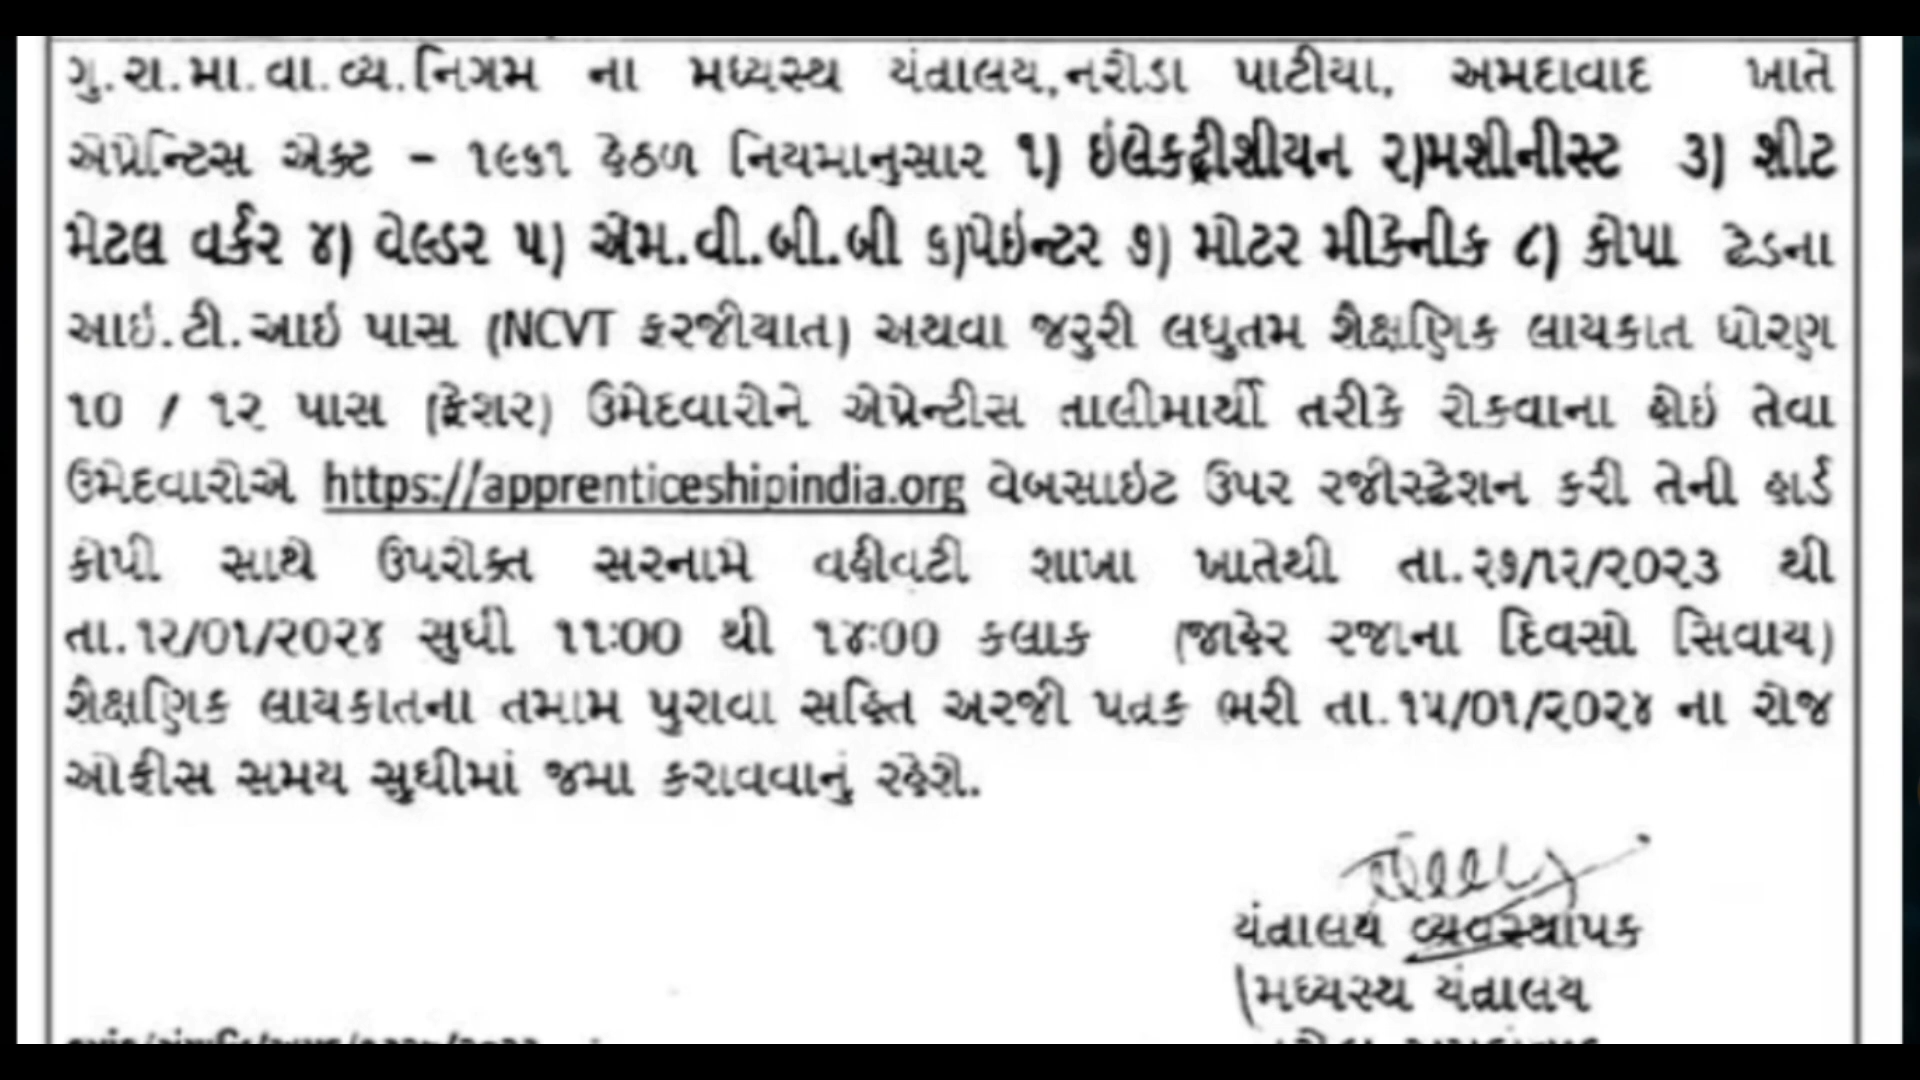 ગુ.રા.મા.વા.વ્ય.નિગમ ના મધ્યસ્થ યંત્રાલય,નરોડા પાટીયા, અમદાવાદ ખાતે
એપ્રેન્ટિસ એક્ટ – ૧૯૬૧ હેઠળ નિયમાનુસાર ૧) ઇલેકટ્રીશીયન ૨)મશીનીસ્ટ ૩) શીટ
મેટલ વર્કર ૪) વેલ્ડર ૫) એમ.વી.બી.બી ૬)પેઇન્ટર ૭) મોટર મીકેનીક ૮) કોપા ટ્રેડના
આઇ.ટી.આઇ પાસ (NCVT ફરજીયાત) અથવા જરુરી લઘુતમ શૈક્ષણિક લાયકાત ધોરણ
૧૦ / ૧૨ પાસ (ફ્રેશર) ઉમેદવારોને એપ્રેન્ટીસ તાલીમાર્થી તરીકે રોકવાના હોઇ તેવા
ઉમેદવારોએ https://apprenticeshipindia.org વેબસાઇટ ઉપર રજીસ્ટ્રેશન કરી તેની હાર્ડ
કોપી સાથે ઉપરોક્ત સરનામે વહીવટી શાખા ખાતેથી તા.૨૭/૧૨/૨૦૨૩ થી
તા.૧૨/૦૧/૨૦૨૪ સુધી ૧૧:૦૦ થી ૧૪:૦૦ કલાક (જાહેર રજાના દિવસો સિવાય)
શૈક્ષણિક લાયકાતના તમામ પુરાવા સહિત અરજી પત્રક ભરી તા.૧૫/૦૧/૨૦૨૪ ના રોજ
ઓફીસ સમય સુધીમાં જમા કરાવવાનું રહેશે.
યંત્રાલય વ્યવસ્થાપક
મધ્યસ્થ યંત્રાલય